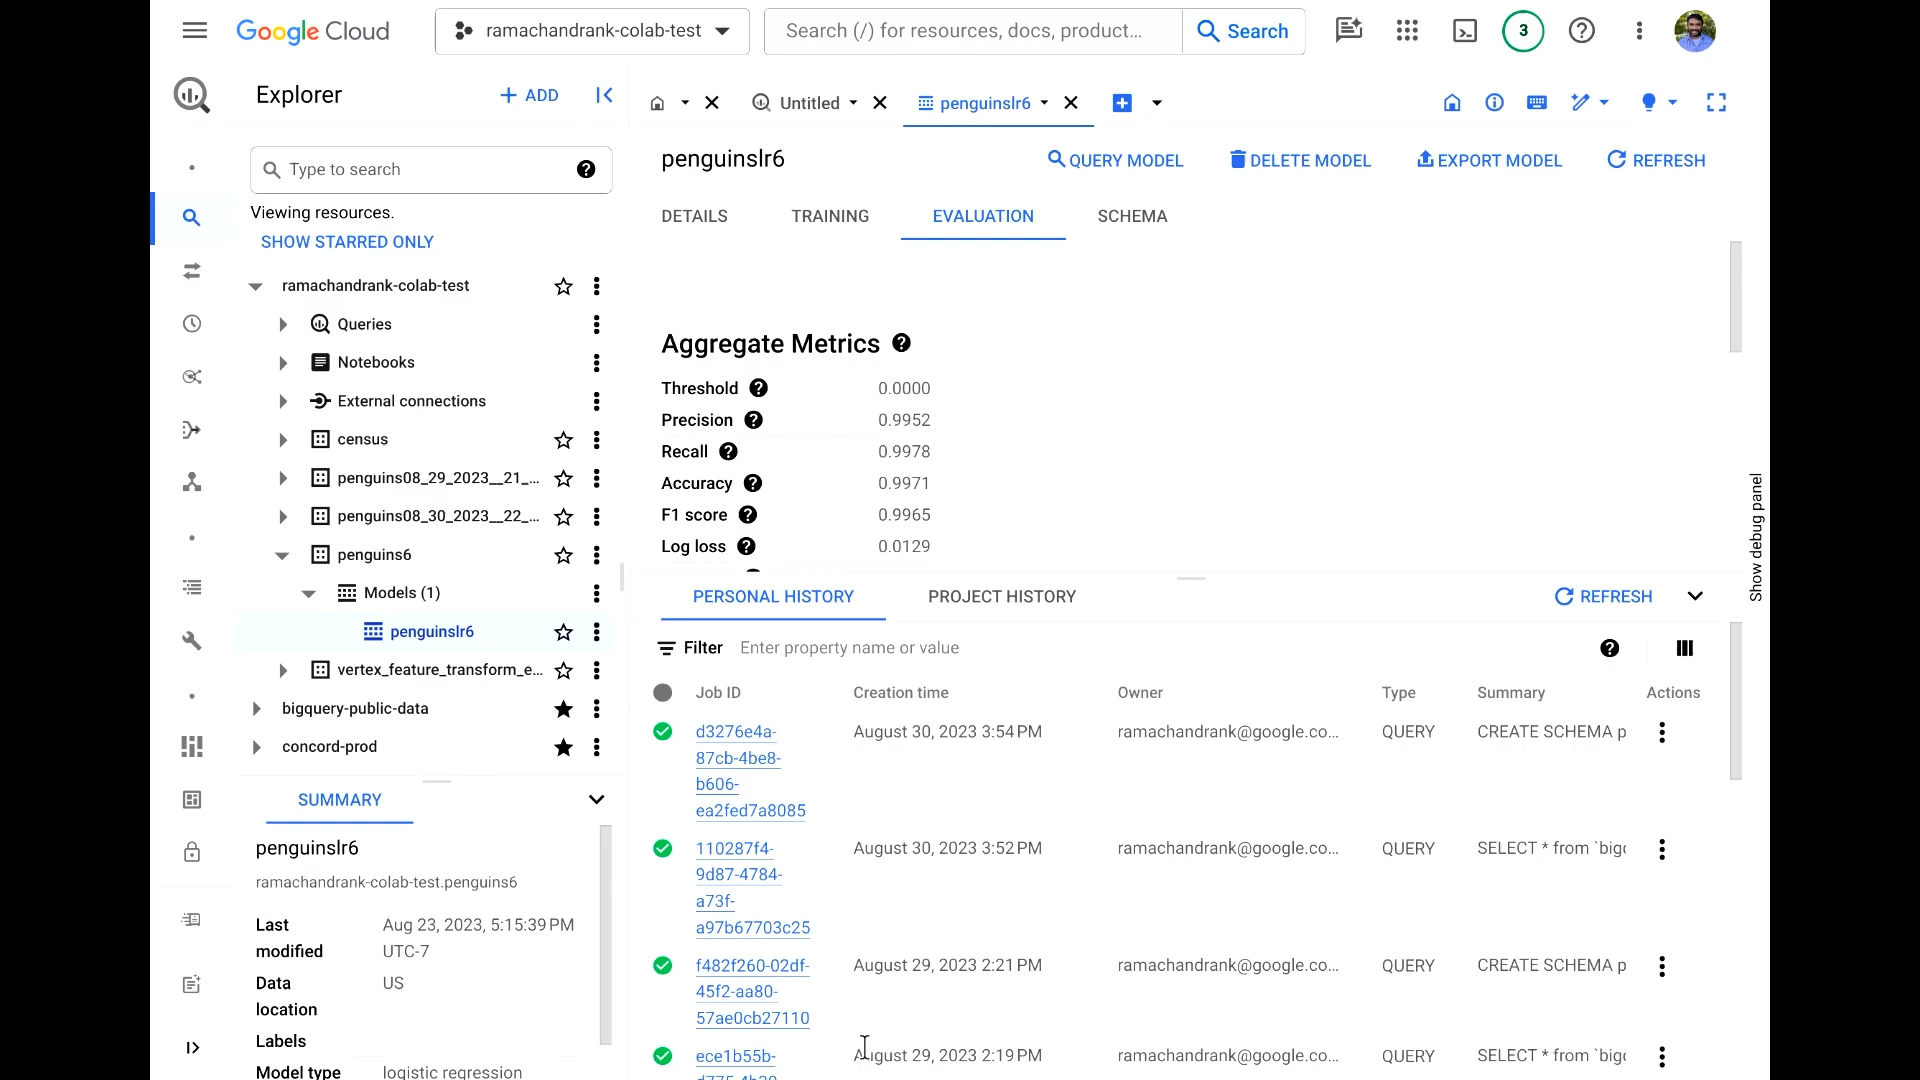 Google Cloud
ramachandrank-colab-test
Search (/) for resources, docs, product...
Search
3
Explorer
+ ADD
Untitled
penguinslr6
Type to search
Viewing resources.
SHOW STARRED ONLY
ramachandrank-colab-test
Queries
Notebooks
External connections
census
penguins08_29_2023__21_...
penguins08_30_2023__22_...
penguins6
Models (1)
penguinslr6
vertex_feature_transform_e...
bigquery-public-data
concord-prod
SUMMARY
penguinslr6
ramachandrank-colab-test.penguins6
Last modified Aug 23, 2023, 5:15:39 PM UTC-7
Data location US
Labels
Model type logistic regression
penguinslr6
QUERY MODEL
DELETE MODEL
EXPORT MODEL
REFRESH
DETAILS TRAINING EVALUATION SCHEMA
Aggregate Metrics
Threshold 0.0000
Precision 0.9952
Recall 0.9978
Accuracy 0.9971
F1 score 0.9965
Log loss 0.0129
Show debug panel
PERSONAL HISTORY PROJECT HISTORY
REFRESH
Filter Enter property name or value
Job ID Creation time Owner Type Summary Actions
d3276e4a-87cb-4be8-b606-ea2fed7a8085 August 30, 2023 3:54 PM ramachandrank@google.co... QUERY CREATE SCHEMA p
110287f4-9d87-4784-a73f-a97b67703c25 August 30, 2023 3:52 PM ramachandrank@google.co... QUERY SELECT * from `big
f482f260-02df-45f2-aa80-57ae0cb27110 August 29, 2023 2:21 PM ramachandrank@google.co... QUERY CREATE SCHEMA p
ece1b55b- August 29, 2023 2:19 PM ramachandrank@google.co... QUERY SELECT * from `big